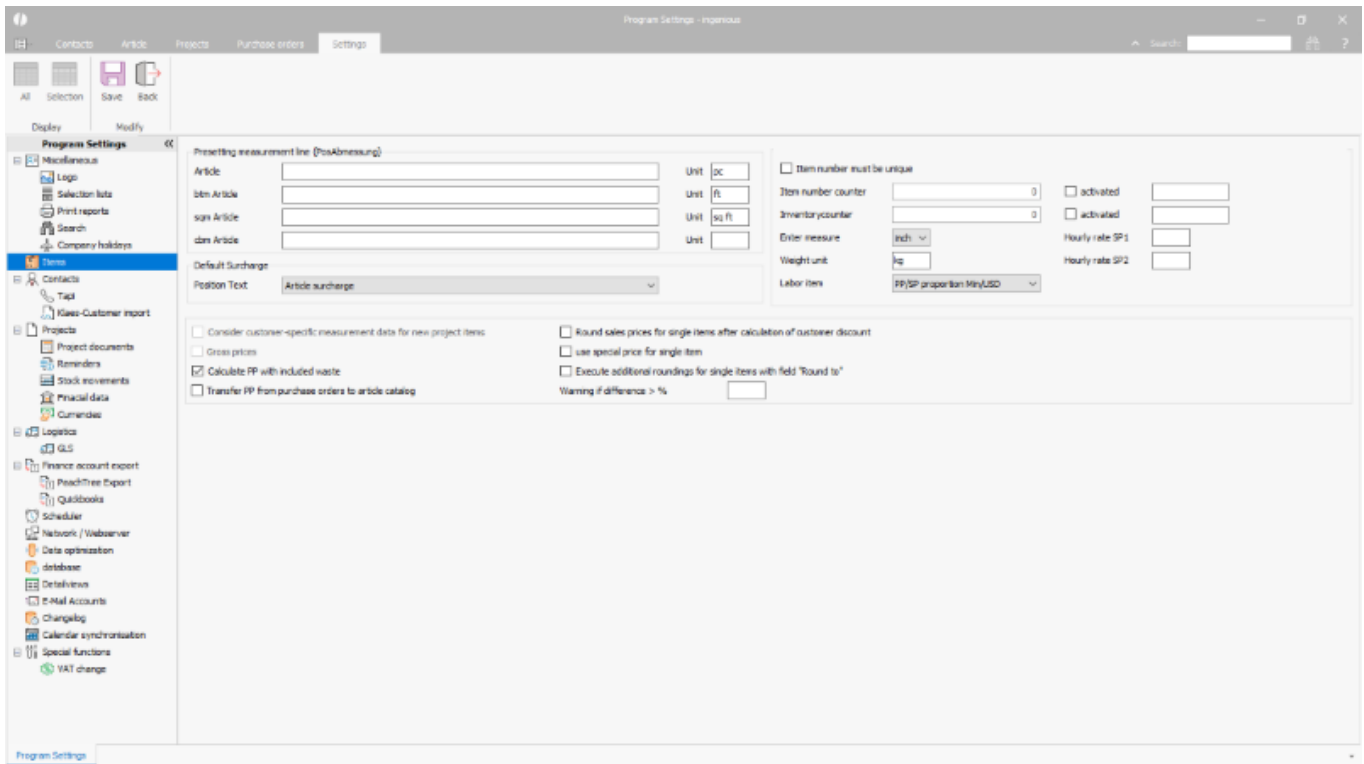 Program Settings - ingenious
Contacts Article Projects Purchase orders Settings Search: ?
All Selection Save Back
Display Modify
Program Settings
Miscellaneous
Logo
Selection lists
Print reports
Search
Company holidays
Items
Contacts
Tapi
Klaes-Customer import
Projects
Project documents
Reminders
Stock movements
Finacial data
Currencies
Logistics
GLS
Finance account export
PeachTree Export
Quickbooks
Scheduler
Network / Webserver
Data optimization
database
Detailviews
E-Mail Accounts
Changelog
Calendar synchronisation
Special functions
VAT change
Presetting measurement line {PosAbmessung}
Article Unit pc
btm Article Unit ft
sqm Article Unit sq ft
cbm Article Unit
Default Surcharge
Position Text Article surcharge
Item number must be unique
Item number counter 0 activated
Inventorycounter 0 activated
Enter measure inch Hourly rate SP1
Weight unit kg Hourly rate SP2
Labor item PP/SP proportion Min/USD
Consider customer-specific measurement data for new project items
Gross prices
Calculate PP with included waste
Transfer PP from purchase orders to article catalog
Round sales prices for single items after calculation of customer discount
use special price for single item
Execute additional roundings for single items with field "Round to"
Warning if difference > %
Program Settings